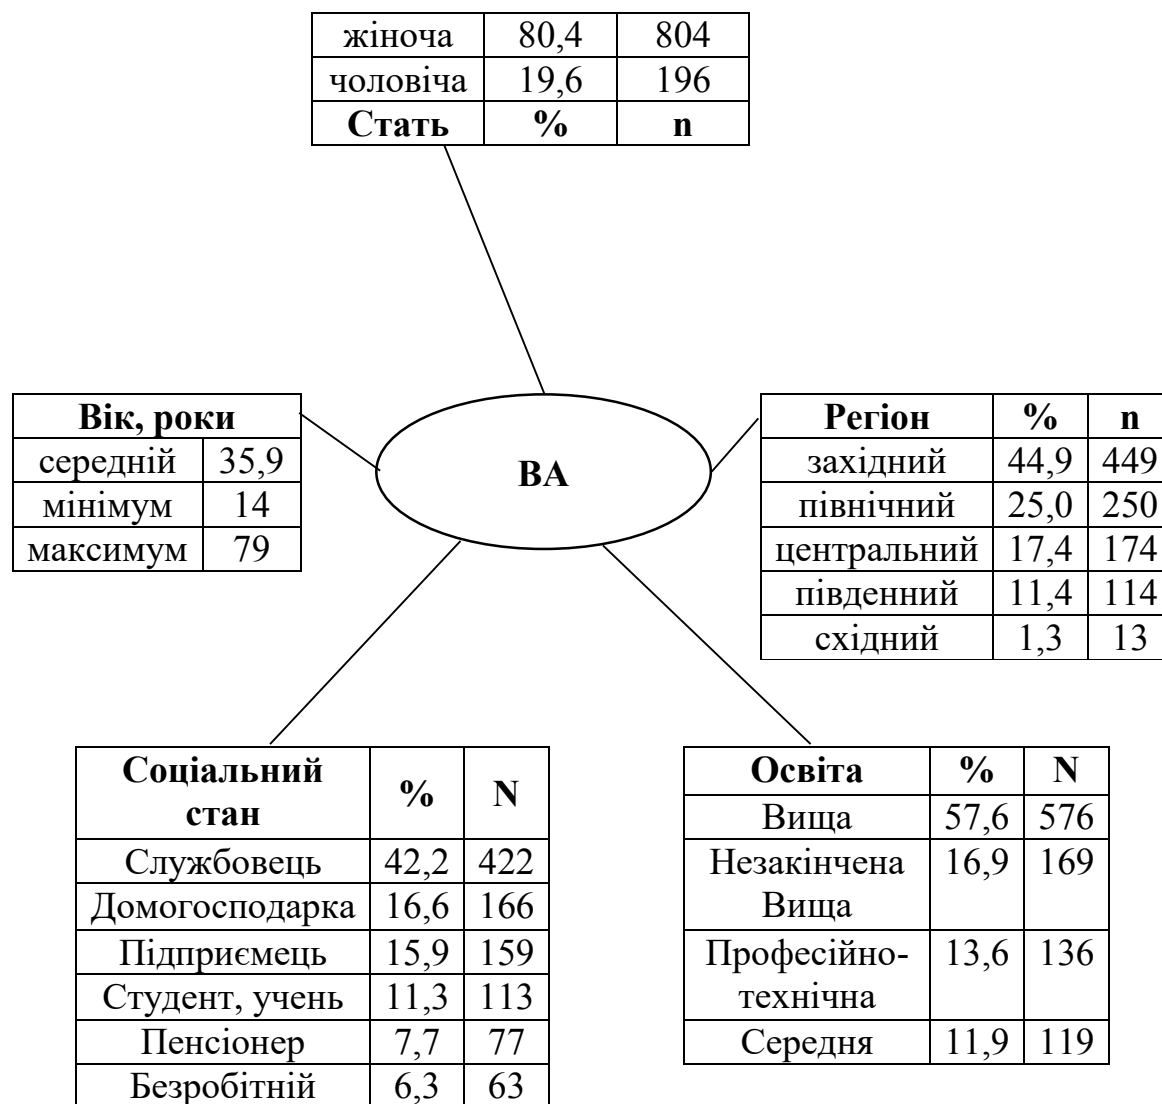 жіноча 80,4 804
чоловіча 19,6 196
Стать % n
Вік, роки
середній 35,9
мінімум 14
максимум 79
ВА
Регіон % n
західний 44,9 449
північний 25,0 250
центральний 17,4 174
південний 11,4 114
східний 1,3 13
Соціальний
стан % N
Службовець 42,2 422
Домогосподарка 16,6 166
Підприємець 15,9 159
Студент, учень 11,3 113
Пенсіонер 7,7 77
Безробітній 6,3 63
Освіта % N
Вища 57,6 576
Незакінчена 16,9 169
Вища
Професійно- 13,6 136
технічна
Середня 11,9 119